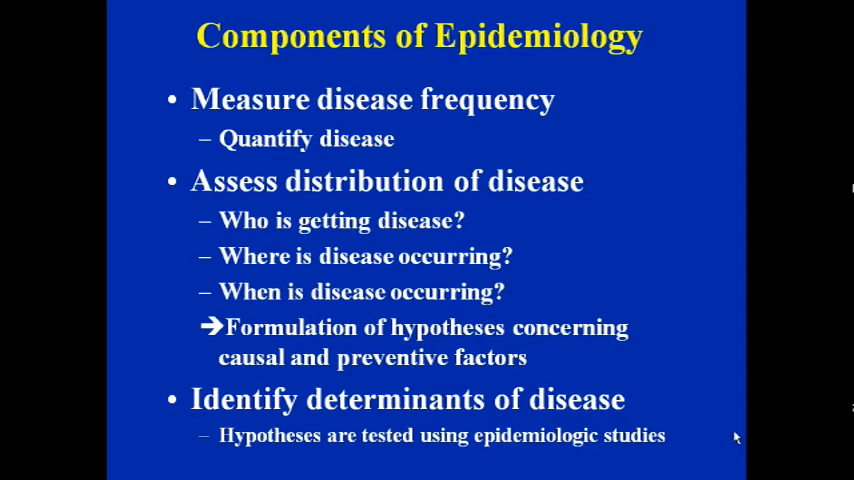 Components of Epidemiology
• Measure disease frequency
– Quantify disease
• Assess distribution of disease
– Who is getting disease?
– Where is disease occurring?
– When is disease occurring?
➔Formulation of hypotheses concerning
causal and preventive factors
• Identify determinants of disease
– Hypotheses are tested using epidemiologic studies